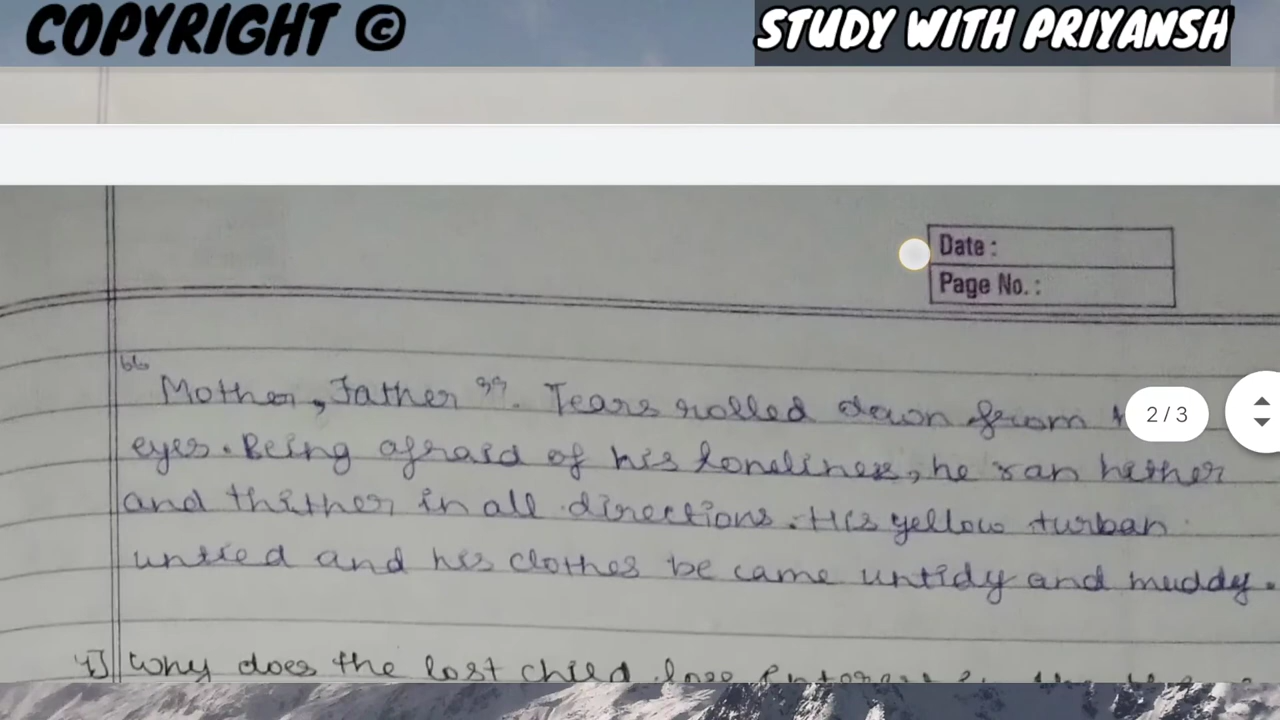 COPYRIGHT ©
STUDY WITH PRIYANSH
Date :
Page No. :
2 / 3
“ Mother, Father ”. Tears rolled down from
eyes. Being afraid of his loneliness, he ran hither
and thither in all directions. His yellow turban
untied and his clothes be came untidy and muddy.
4] Why does the lost child lose